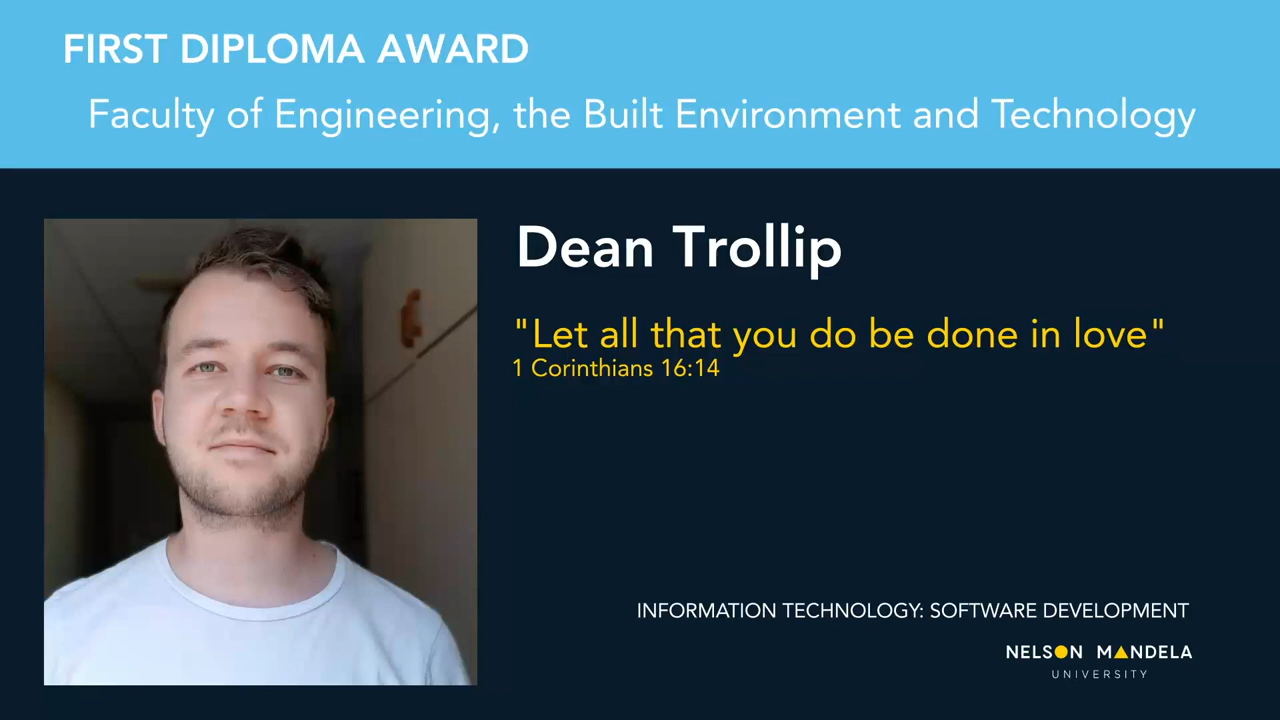 FIRST DIPLOMA AWARD
Faculty of Engineering, the Built Environment and Technology
Dean Trollip
"Let all that you do be done in love"
1 Corinthians 16:14
INFORMATION TECHNOLOGY: SOFTWARE DEVELOPMENT
NELSON MANDELA
UNIVERSITY